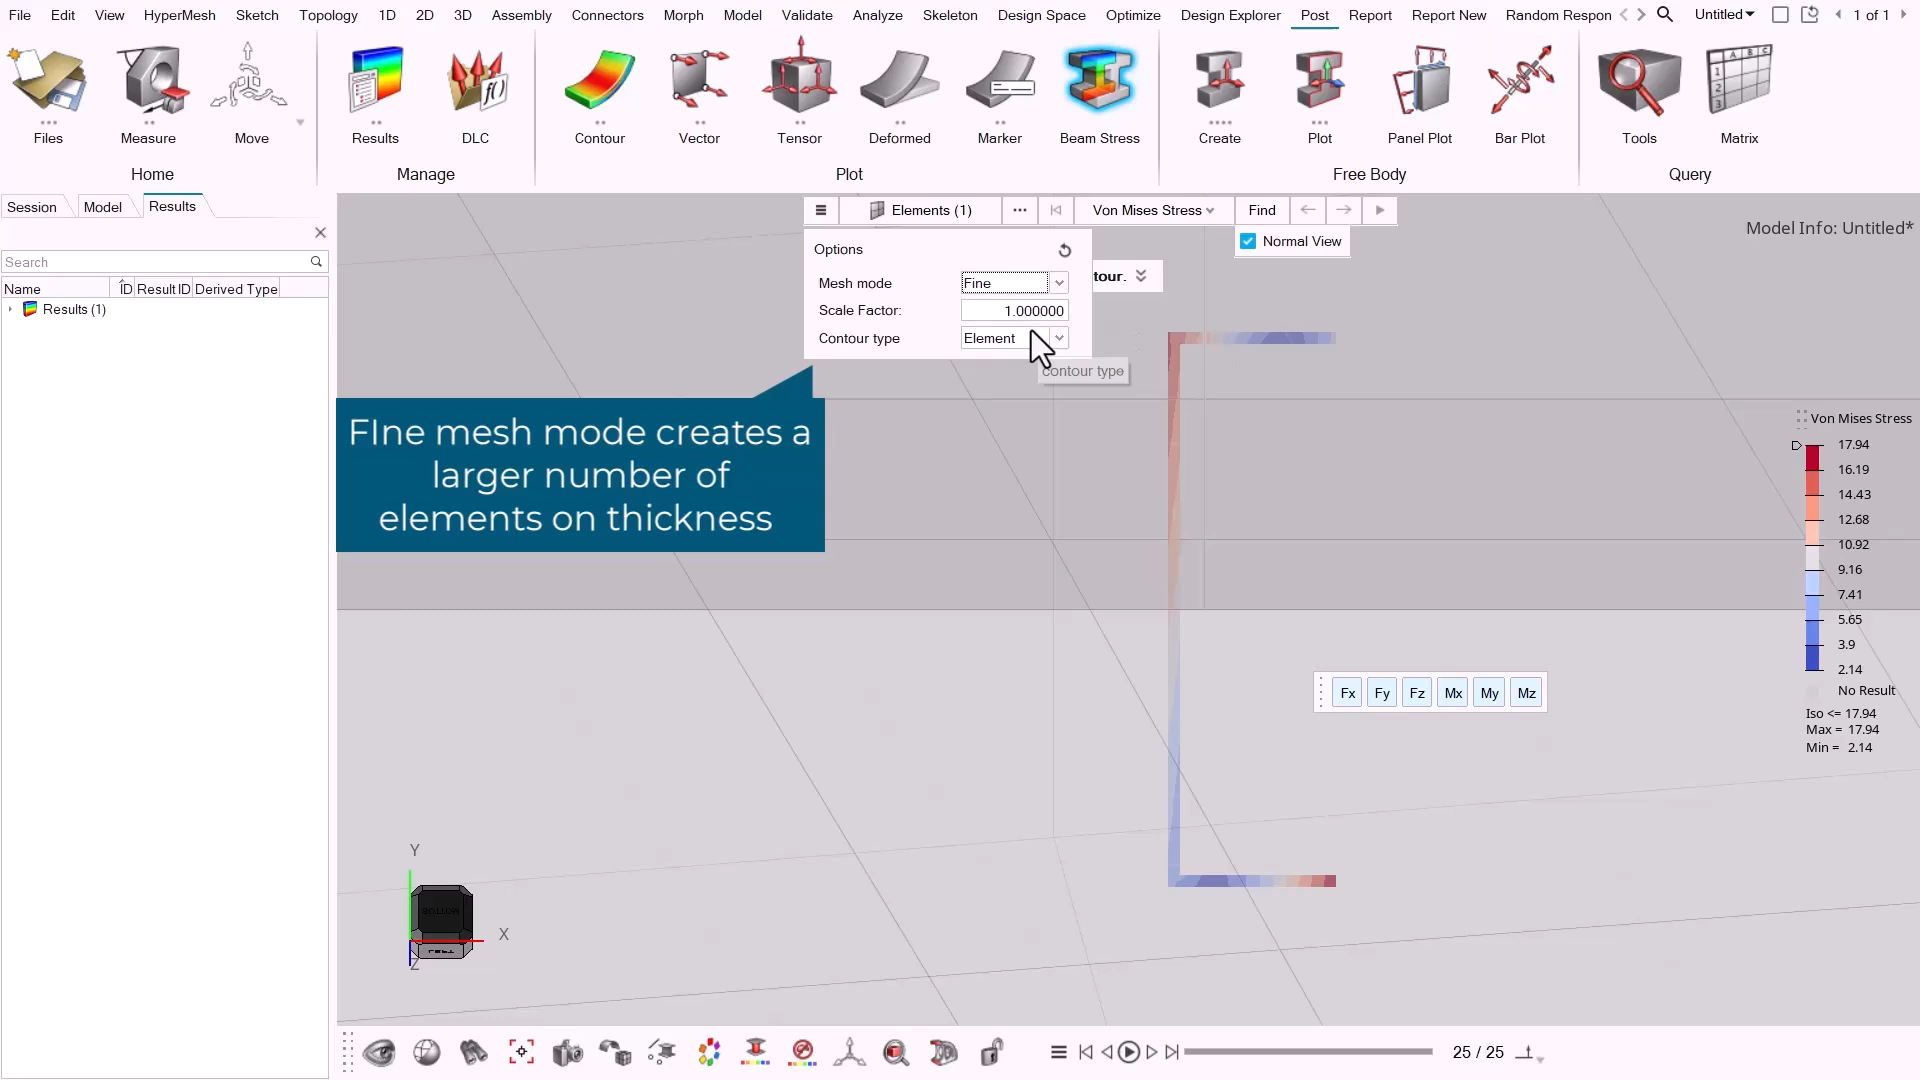 File Edit View HyperMesh Sketch Topology 1D 2D 3D Assembly Connectors Morph Model Validate Analyze Skeleton Design Space Optimize Design Explorer Post Report Report New Random Respon Untitled 1 of 1
Files Measure Move Results DLC Contour Vector Tensor Deformed Marker Beam Stress Create Plot Panel Plot Bar Plot Tools Matrix
Home Manage Plot Free Body Query
Session Model Results
Search
Name ID Result ID Derived Type
Results (1)
Elements (1) Von Mises Stress Find
Normal View
Options
Mesh mode Fine
Scale Factor: 1.000000
Contour type Element
tour.
contour type
FIne mesh mode creates a
larger number of
elements on thickness
Model Info: Untitled*
Von Mises Stress
17.94
16.19
14.43
12.68
10.92
9.16
7.41
5.65
3.9
2.14
No Result
Iso <= 17.94
Max = 17.94
Min = 2.14
Fx Fy Fz Mx My Mz
Y
X
Z
25 / 25